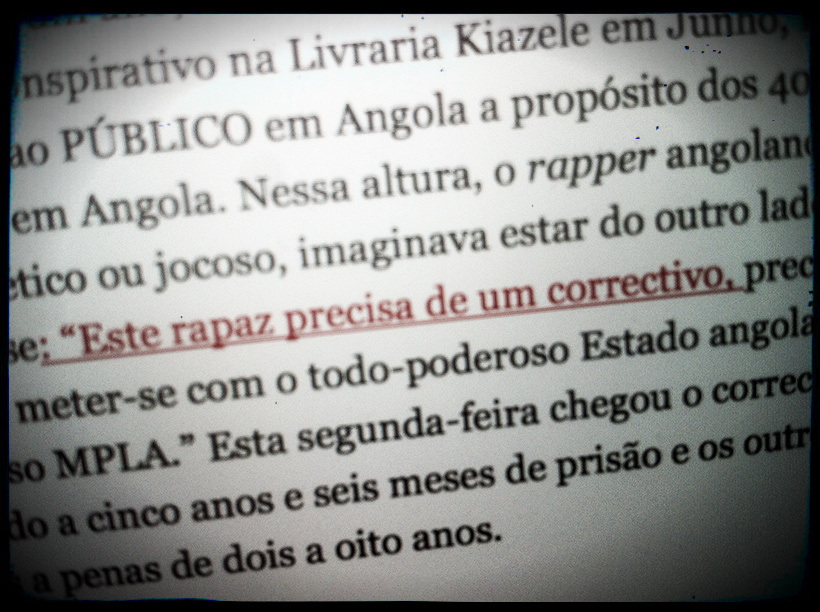 nspirativo na Livraria Kiazele em Junho,
ao PÚBLICO em Angola a propósito dos 40
em Angola. Nessa altura, o rapper angolano
ético ou jocoso, imaginava estar do outro lad
se: “Este rapaz precisa de um correctivo, prec
meter-se com o todo-poderoso Estado angola
so MPLA.” Esta segunda-feira chegou o correc
do a cinco anos e seis meses de prisão e os outr
a penas de dois a oito anos.